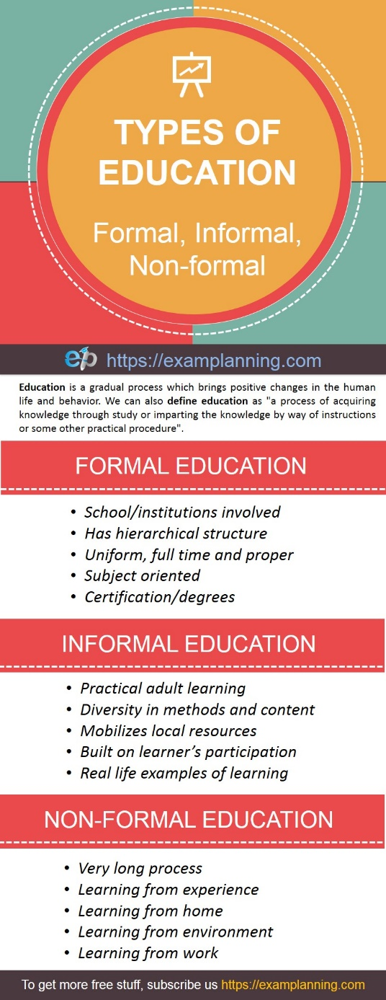 TYPES OF
EDUCATION
Formal, Informal,
Non-formal
ep https://examplanning.com
Education is a gradual process which brings positive changes in the human
life and behavior. We can also define education as "a process of acquiring
knowledge through study or imparting the knowledge by way of instructions
or some other practical procedure".
FORMAL EDUCATION
• School/institutions involved
• Has hierarchical structure
• Uniform, full time and proper
• Subject oriented
• Certification/degrees
INFORMAL EDUCATION
• Practical adult learning
• Diversity in methods and content
• Mobilizes local resources
• Built on learner’s participation
• Real life examples of learning
NON-FORMAL EDUCATION
• Very long process
• Learning from experience
• Learning from home
• Learning from environment
• Learning from work
To get more free stuff, subscribe us https://examplanning.com